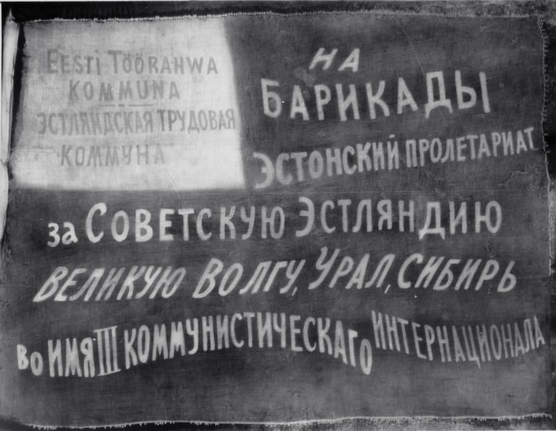 EESTI TÖÖRAHWA
KOMMUNA
ЭСТЛЯНДСКАЯ ТРУДОВАЯ
КОММУНА
НА
БАРИКАДЫ
ЭСТОНСКИЙ ПРОЛЕТАРИАТ
за СОВЕТСКУЮ ЭСТЛЯНДИЮ
ВЕЛИКУЮ ВОЛГУ, УРАЛ, СИБИРЬ
ВО ИМЯ III КОММУНИСТИЧЕСКАГО ИНТЕРНАЦИОНАЛА